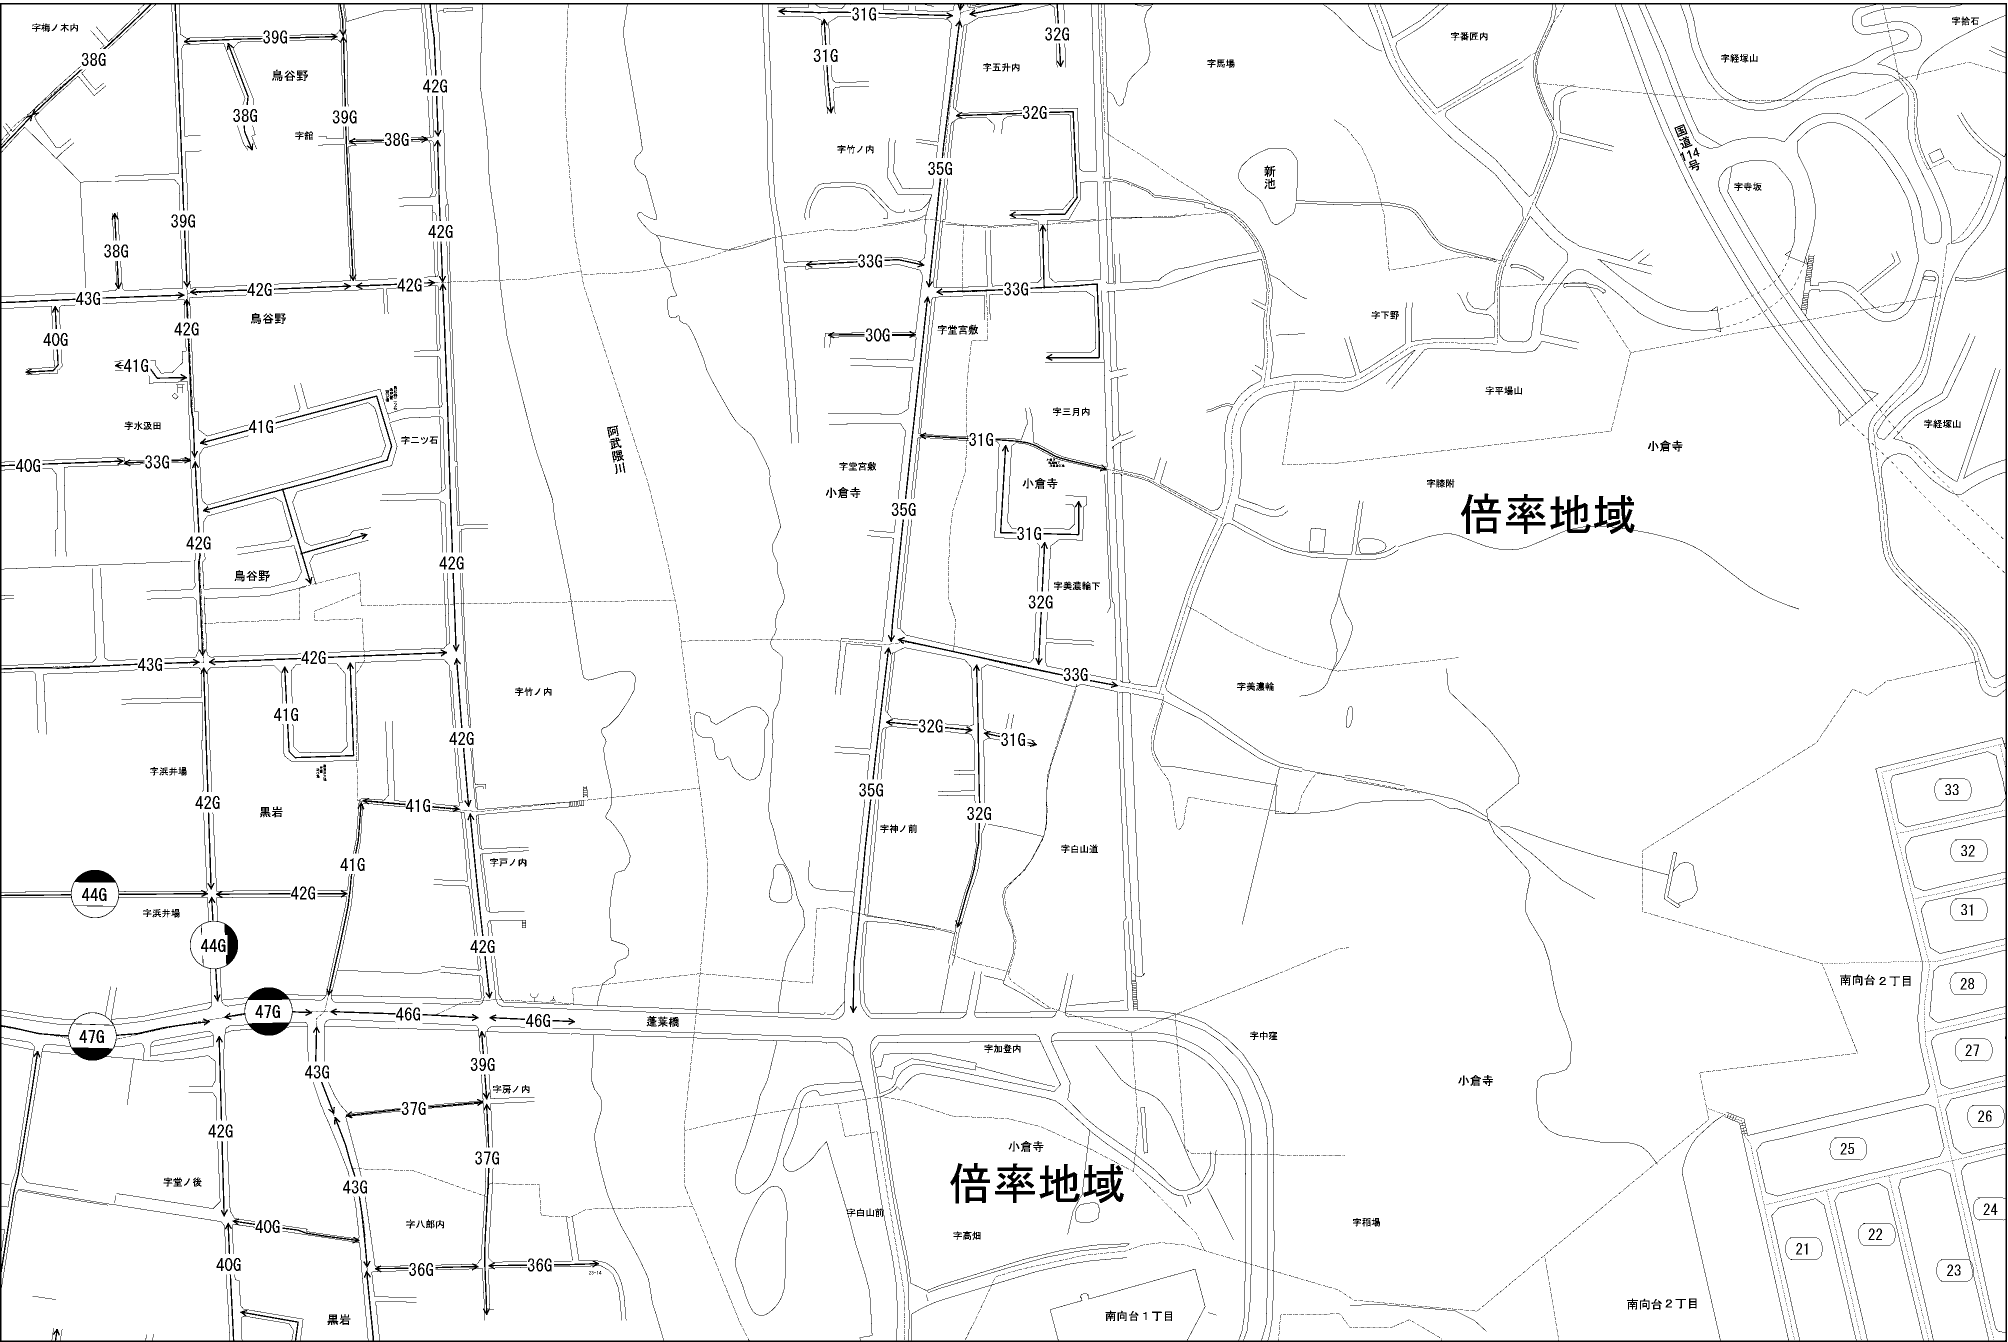 字梅ノ木内
38G
39G
鳥谷野
38G
39G
字舘
38G
42G
31G
31G
32G
字五升内
32G
字竹ノ内
35G
字馬場
新池
字番匠内
国道114号
字経塚山
字拾石
字寺坂
38G
39G
42G
43G
42G
42G
42G
鳥谷野
40G
41G
33G
33G
30G
字堂宮敷
字下野
字水汲田
41G
字二ツ石
40G
33G
阿武隈川
字堂宮敷
小倉寺
31G
字三月内
小倉寺
字平場山
小倉寺
字経塚山
字膝附
倍率地域
35G
31G
42G
鳥谷野
42G
字美濃輪下
32G
43G
42G
字竹ノ内
33G
字美濃輪
41G
42G
32G
31G
字浜井場
42G
黒岩
41G
35G
32G
字神ノ前
字白山道
33
32
31
28
27
26
25
24
23
22
21
41G
字戸ノ内
44G
42G
字浜井場
44G
42G
南向台2丁目
47G
47G
46G
46G
蓬莱橋
字中窪
43G
39G
字房ノ内
字加登内
小倉寺
37G
42G
37G
小倉寺
倍率地域
字堂ノ後
43G
40G
字八郎内
字白山前
字高畑
字稲場
40G
36G
36G
23-14
黒岩
南向台1丁目
南向台2丁目